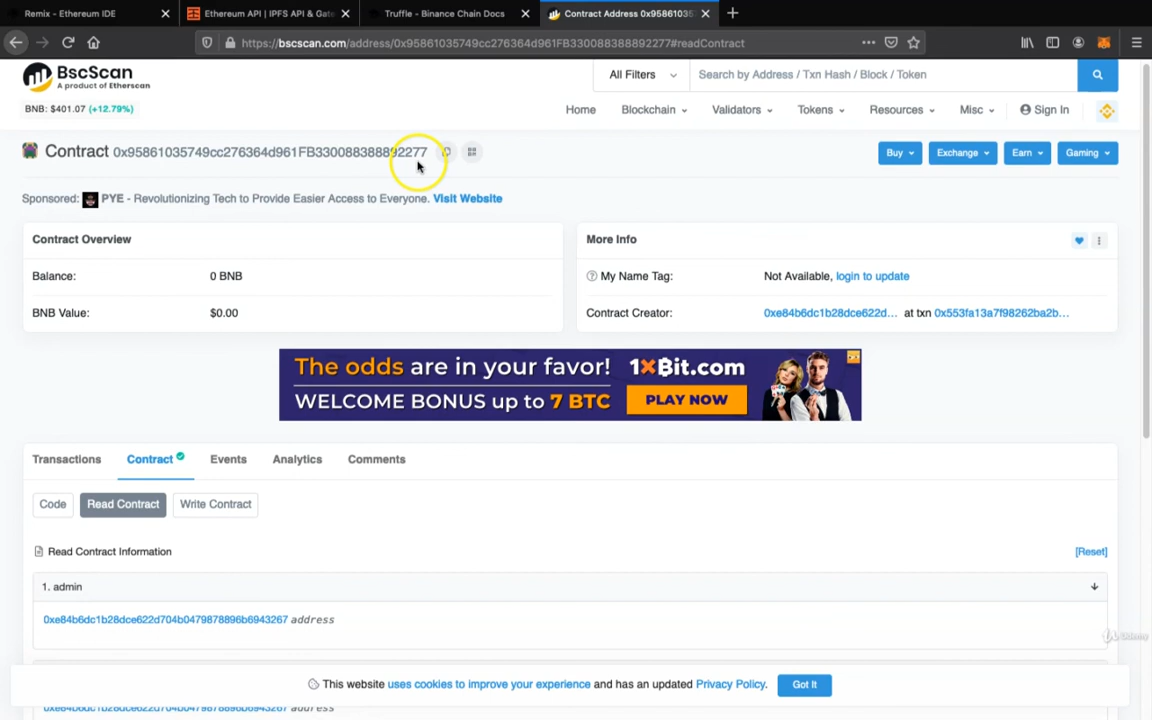 Remix - Ethereum IDE
Ethereum API | IPFS API & Gate
Truffle - Binance Chain Docs
Contract Address 0x95861035
https://bscscan.com/address/0x95861035749cc276364d961FB330088388892277#readContract
BscScan
A product of Etherscan
All Filters
Search by Address / Txn Hash / Block / Token
BNB: $401.07 (+12.79%)
Home
Blockchain
Validators
Tokens
Resources
Misc
Sign In
Contract 0x95861035749cc276364d961FB330088388892277
Buy
Exchange
Earn
Gaming
Sponsored: PYE - Revolutionizing Tech to Provide Easier Access to Everyone. Visit Website
Contract Overview
Balance: 0 BNB
BNB Value: $0.00
More Info
My Name Tag: Not Available, login to update
Contract Creator: 0xe84b6dc1b28dce622d... at txn 0x553fa13a7f98262ba2b...
The odds are in your favor!
WELCOME BONUS up to 7 BTC
1XBit.com
PLAY NOW
Transactions
Contract
Events
Analytics
Comments
Code
Read Contract
Write Contract
Read Contract Information
[Reset]
1. admin
0xe84b6dc1b28dce622d704b0479878896b6943267 address
This website uses cookies to improve your experience and has an updated Privacy Policy.
Got It
0xe84b6dc1b28dce622d704b0479878896b6943267 address
Udemy